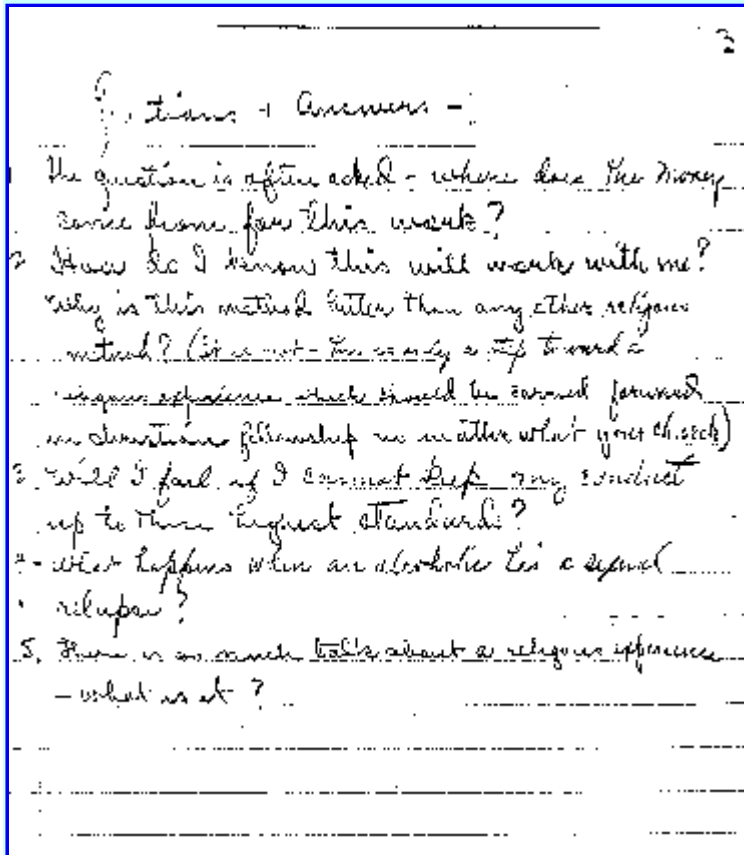 3
Questions + Answers -
1 The question is often asked - where does the money
come from for this work?
2 How do I know this will work with me?
Why is this method better than any other religious
method? (It is not - This is only a step toward a
religious experience which should be carried forward
in christian fellowship no matter what your church)
3 Will I fail if I cannot keep my conduct
up to these highest standards?
4 - What happens when an alcoholic has a sexual
relapse?
5. There is so much talk about a religious experience
- what is it?